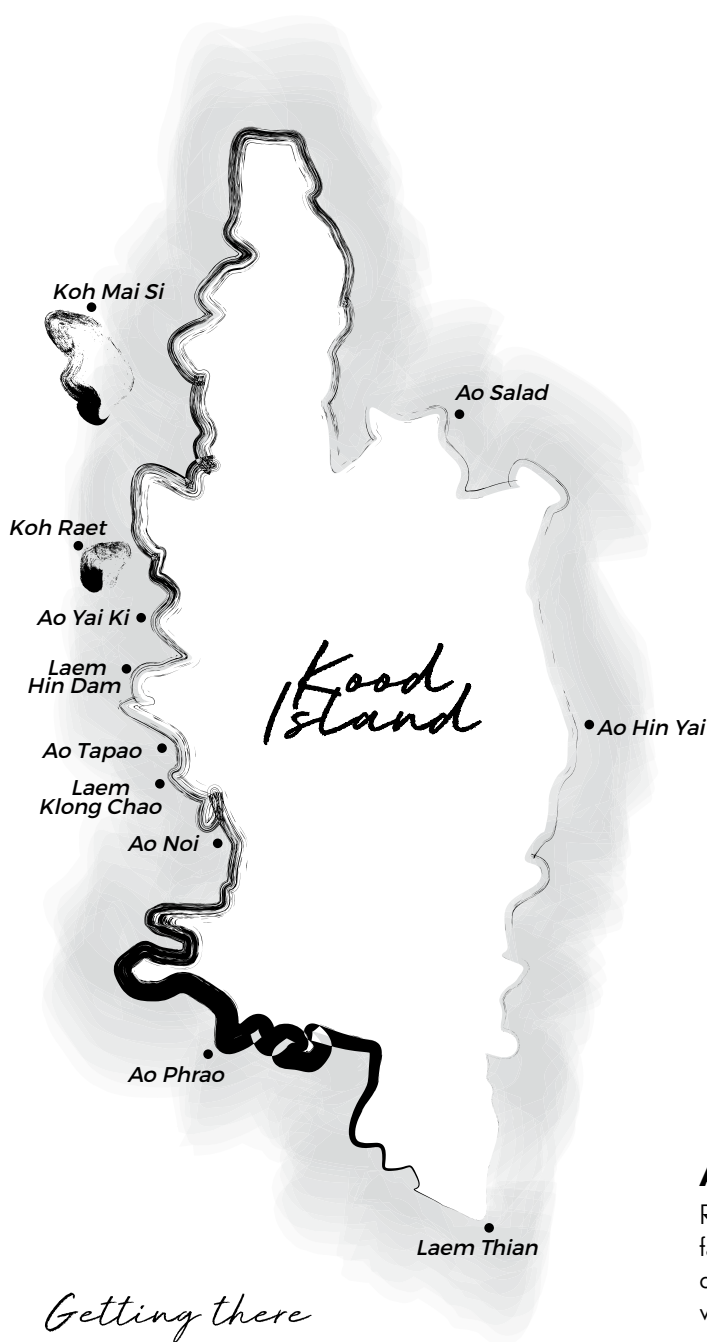 Koh Mai Si
Ao Salad
Koh Raet
Ao Yai Ki
Laem
Hin Dam
Kood
Island
Ao Hin Yai
Ao Tapao
Laem
Klong Chao
Ao Noi
Ao Phrao
Laem Thian
Getting there